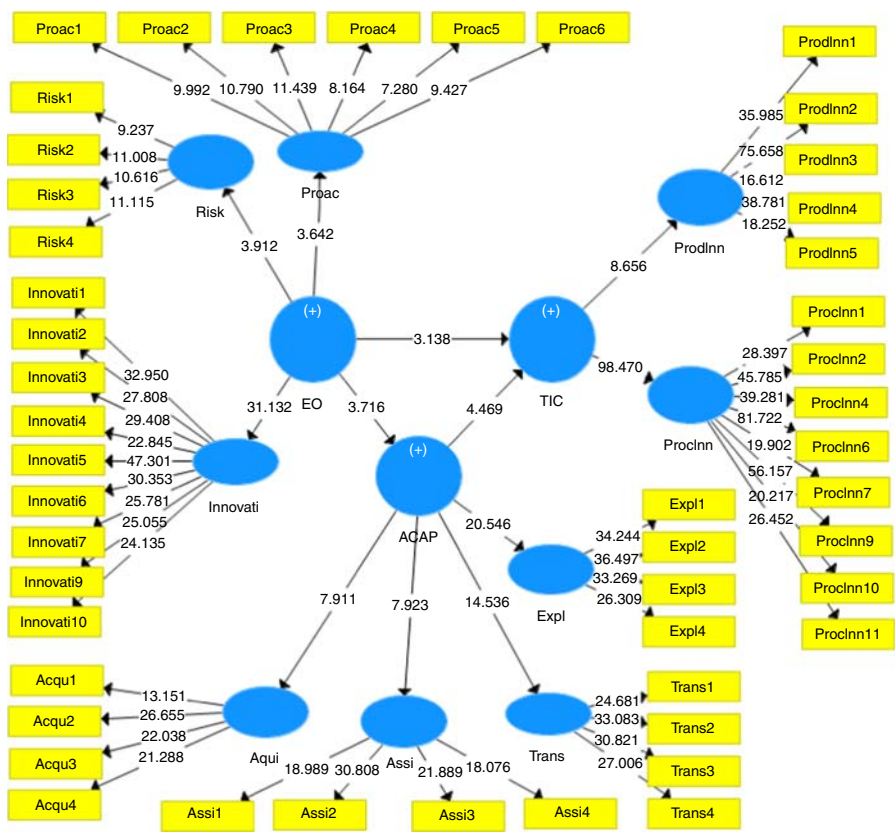 Proac1
Proac2
Proac3
Proac4
Proac5
Proac6
9.992
10.790
11.439
8.164
7.280
9.427
Proac
Risk1
Risk2
Risk3
Risk4
9.237
11.008
10.616
11.115
Risk
3.912
3.642
ProdInn1
ProdInn2
ProdInn3
ProdInn4
ProdInn5
35.985
75.658
16.612
38.781
18.252
ProdInn
8.656
(+)
EO
3.138
(+)
TIC
98.470
Innovati1
Innovati2
Innovati3
Innovati4
Innovati5
Innovati6
Innovati7
Innovati9
Innovati10
32.950
27.808
29.408
22.845
47.301
30.353
25.781
25.055
24.135
Innovati
31.132
3.716
4.469
(+)
ACAP
ProcInn1
ProcInn2
ProcInn4
ProcInn6
ProcInn7
ProcInn9
ProcInn10
ProcInn11
28.397
45.785
39.281
81.722
19.902
56.157
20.217
26.452
ProcInn
20.546
Expl1
Expl2
Expl3
Expl4
34.244
36.497
33.269
26.309
Expl
7.911
7.923
14.536
Acqu1
Acqu2
Acqu3
Acqu4
13.151
26.655
22.038
21.288
Aqui
Assi
18.989
30.808
21.889
18.076
Assi1
Assi2
Assi3
Assi4
Trans
24.681
33.083
30.821
27.006
Trans1
Trans2
Trans3
Trans4